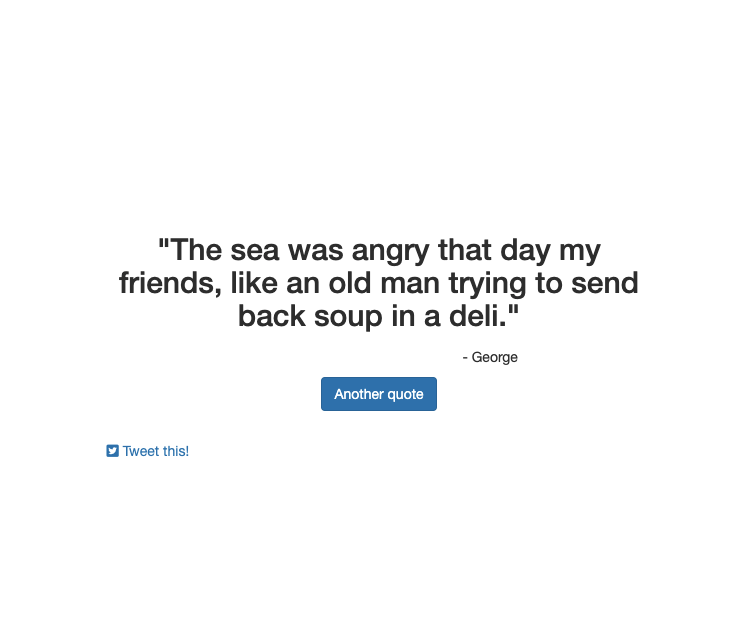 "The sea was angry that day my
friends, like an old man trying to send
back soup in a deli."
- George
Another quote
Tweet this!